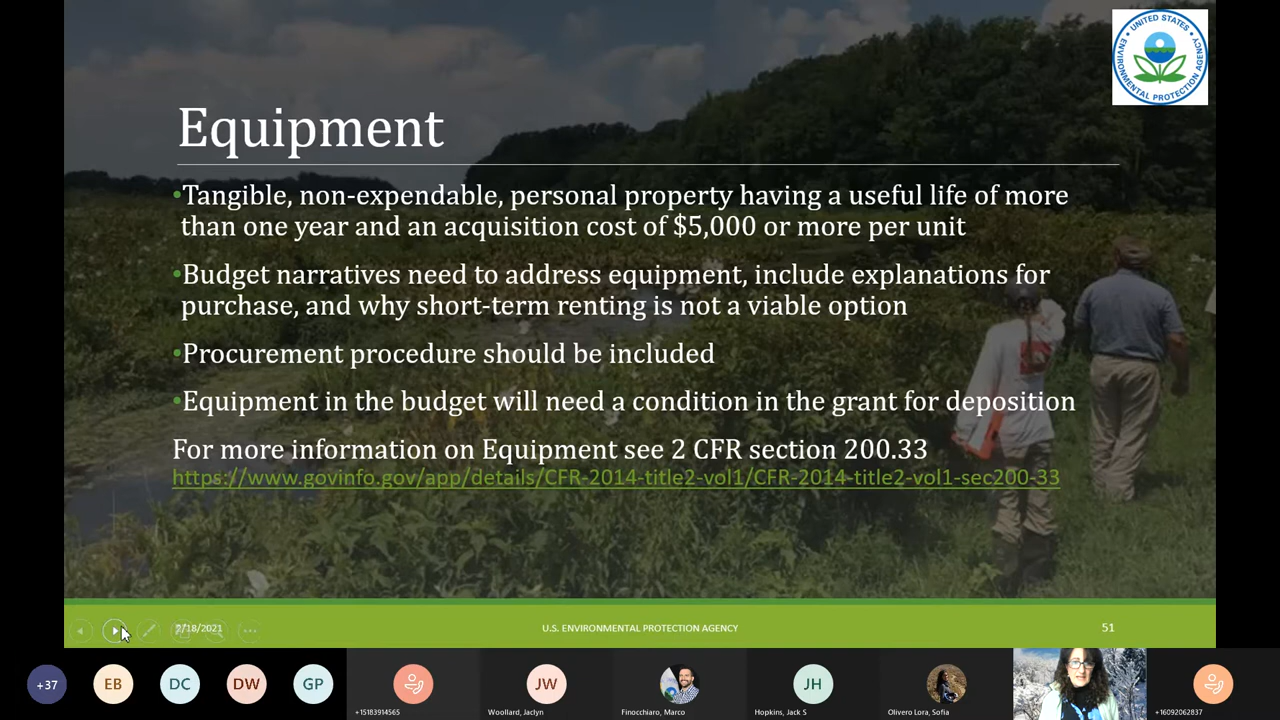 UNITED STATES
ENVIRONMENTAL PROTECTION AGENCY
Equipment
•Tangible, non-expendable, personal property having a useful life of more
than one year and an acquisition cost of $5,000 or more per unit
•Budget narratives need to address equipment, include explanations for
purchase, and why short-term renting is not a viable option
•Procurement procedure should be included
•Equipment in the budget will need a condition in the grant for deposition
For more information on Equipment see 2 CFR section 200.33
https://www.govinfo.gov/app/details/CFR-2014-title2-vol1/CFR-2014-title2-vol1-sec200-33
/18/2021
U.S. ENVIRONMENTAL PROTECTION AGENCY
51
+37
EB
DC
DW
GP
+15183914565
JW
Woollard, Jaclyn
Finocchiaro, Marco
JH
Hopkins, Jack S
Olivero Lora, Sofia
+16092062837